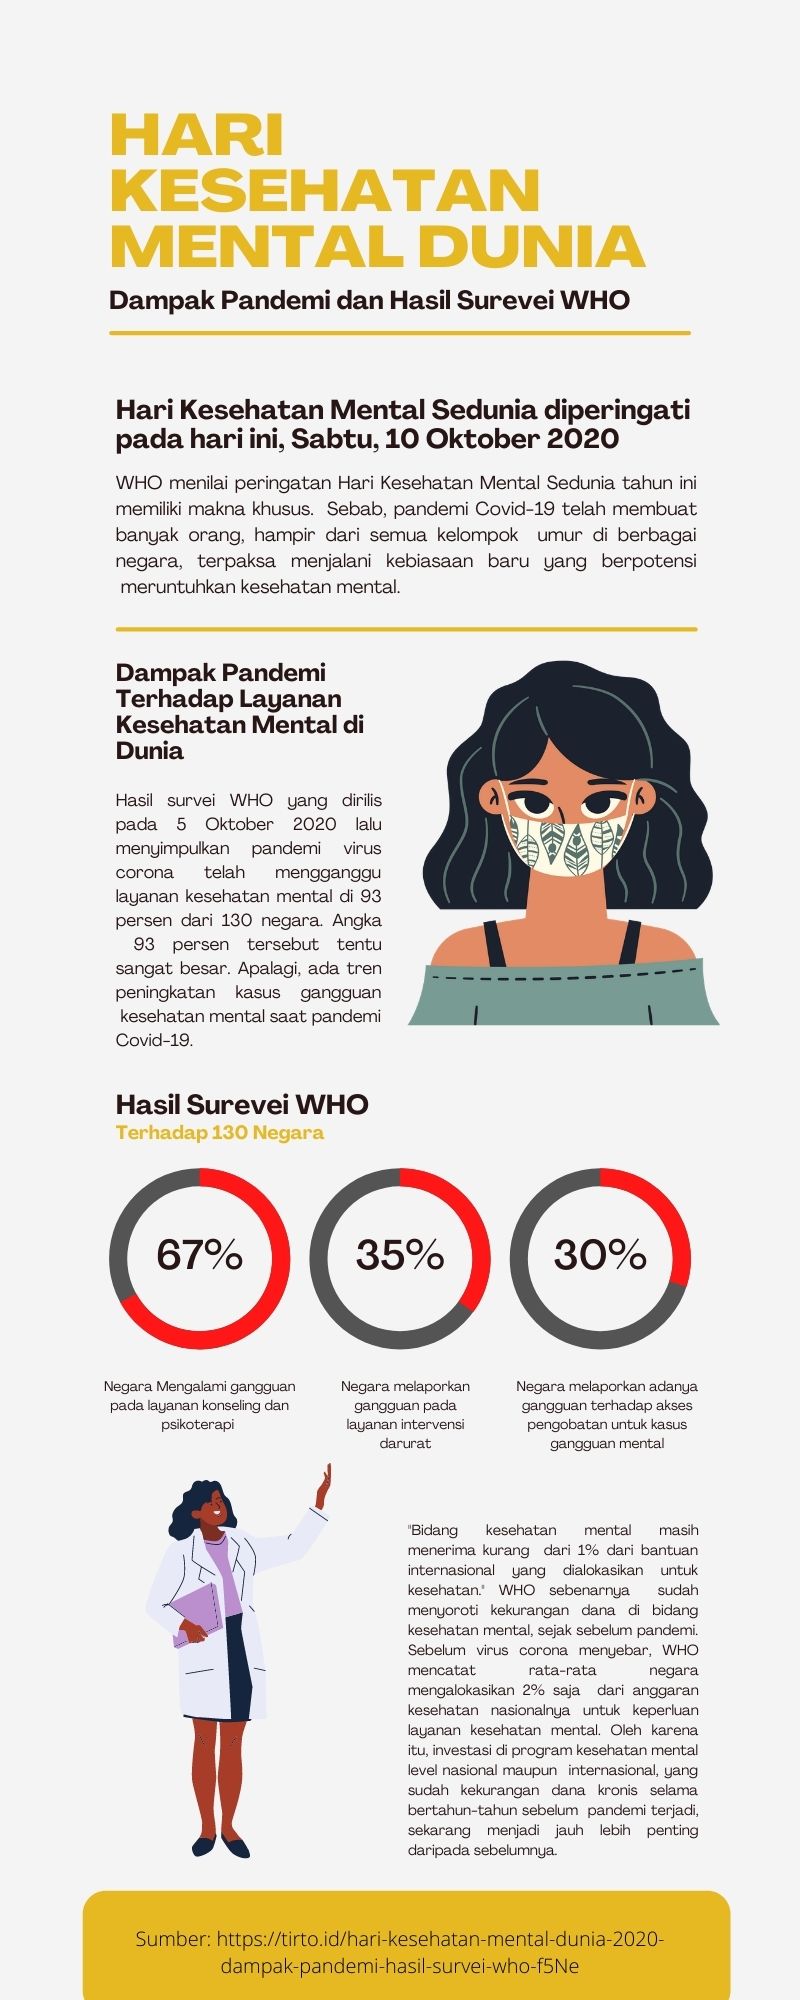 HARI
KESEHATAN
MENTAL DUNIA
Dampak Pandemi dan Hasil Surevei WHO
Hari Kesehatan Mental Sedunia diperingati
pada hari ini, Sabtu, 10 Oktober 2020
WHO menilai peringatan Hari Kesehatan Mental Sedunia tahun ini
memiliki makna khusus. Sebab, pandemi Covid-19 telah membuat
banyak orang, hampir dari semua kelompok umur di berbagai
negara, terpaksa menjalani kebiasaan baru yang berpotensi
meruntuhkan kesehatan mental.
Dampak Pandemi
Terhadap Layanan
Kesehatan Mental di
Dunia
Hasil survei WHO yang dirilis
pada 5 Oktober 2020 lalu
menyimpulkan pandemi virus
corona telah mengganggu
layanan kesehatan mental di 93
persen dari 130 negara. Angka
93 persen tersebut tentu
sangat besar. Apalagi, ada tren
peningkatan kasus gangguan
kesehatan mental saat pandemi
Covid-19.
Hasil Surevei WHO
Terhadap 130 Negara
67%
35%
30%
Negara Mengalami gangguan
pada layanan konseling dan
psikoterapi
Negara melaporkan
gangguan pada
layanan intervensi
darurat
Negara melaporkan adanya
gangguan terhadap akses
pengobatan untuk kasus
gangguan mental
"Bidang kesehatan mental masih
menerima kurang dari 1% dari bantuan
internasional yang dialokasikan untuk
kesehatan." WHO sebenarnya sudah
menyoroti kekurangan dana di bidang
kesehatan mental, sejak sebelum pandemi.
Sebelum virus corona menyebar, WHO
mencatat rata-rata negara
mengalokasikan 2% saja dari anggaran
kesehatan nasionalnya untuk keperluan
layanan kesehatan mental. Oleh karena
itu, investasi di program kesehatan mental
level nasional maupun internasional, yang
sudah kekurangan dana kronis selama
bertahun-tahun sebelum pandemi terjadi,
sekarang menjadi jauh lebih penting
daripada sebelumnya.
Sumber: https://tirto.id/hari-kesehatan-mental-dunia-2020-
dampak-pandemi-hasil-survei-who-f5Ne